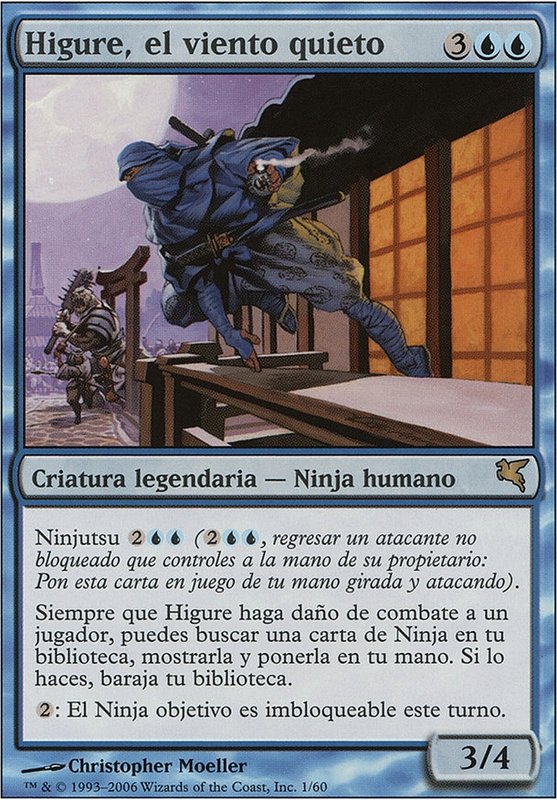 Higure, el viento quieto 3
Criatura legendaria — Ninja humano
Ninjutsu 2 (2, regresar un atacante no
bloqueado que controles a la mano de su propietario:
Pon esta carta en juego de tu mano girada y atacando).
Siempre que Higure haga daño de combate a un
jugador, puedes buscar una carta de Ninja en tu
biblioteca, mostrarla y ponerla en tu mano. Si lo
haces, baraja tu biblioteca.
2: El Ninja objetivo es imbloqueable este turno.
Christopher Moeller
3/4
™ & © 1993–2006 Wizards of the Coast, Inc. 1/60